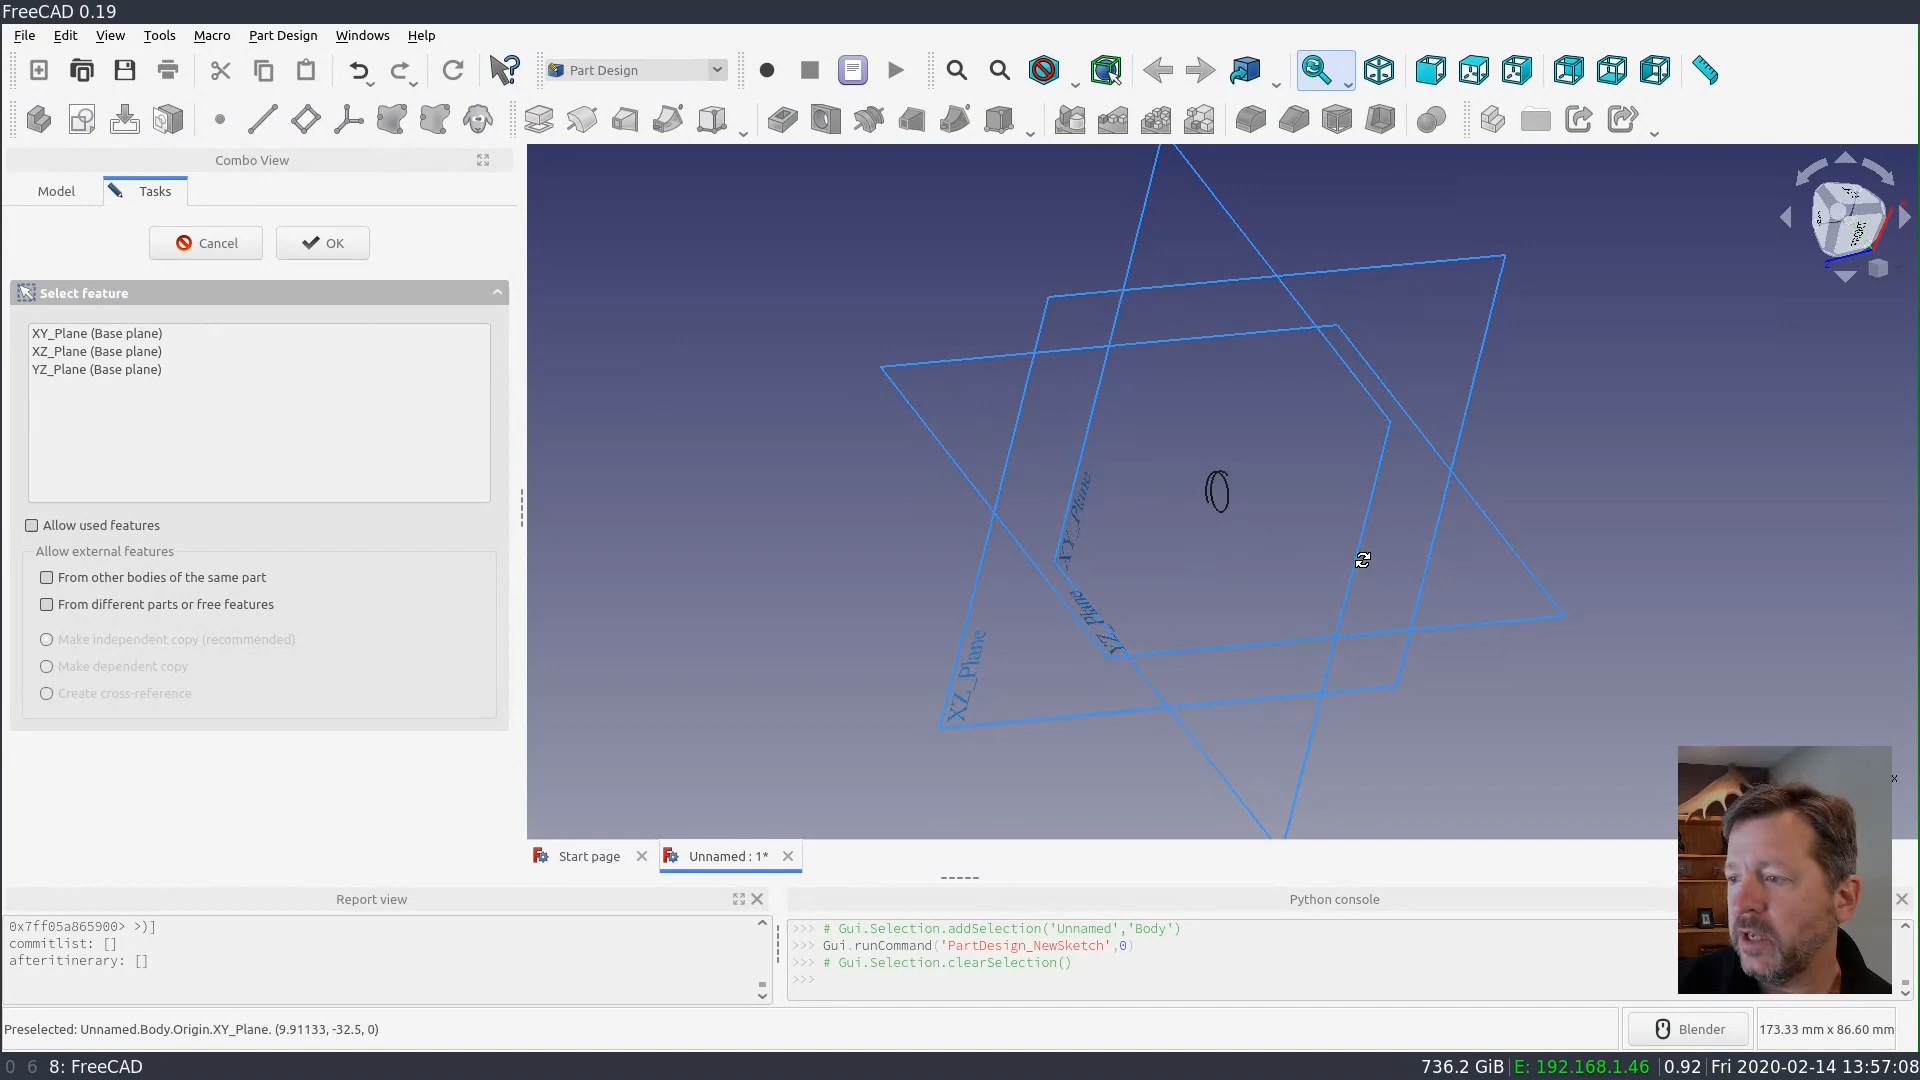 FreeCAD 0.19
File Edit View Tools Macro Part Design Windows Help
Part Design
Combo View
Model Tasks
Cancel OK
Select feature
XY_Plane (Base plane)
XZ_Plane (Base plane)
YZ_Plane (Base plane)
Allow used features
Allow external features
From other bodies of the same part
From different parts or free features
Make independent copy (recommended)
Make dependent copy
Create cross-reference
XY_Plane
YZ_Plane
XZ_Plane
Z
x
Start page Unnamed : 1*
Report view
0x7ff05a865900> >)]
commitlist: []
afteritinerary: []
Python console
>>> # Gui.Selection.addSelection('Unnamed','Body')
>>> Gui.runCommand('PartDesign_NewSketch',0)
>>> # Gui.Selection.clearSelection()
>>>
Preselected: Unnamed.Body.Origin.XY_Plane. (9.91133, -32.5, 0)
Blender 173.33 mm x 86.60 mm
0 6 8: FreeCAD
736.2 GiB E: 192.168.1.46 0.92 Fri 2020-02-14 13:57:08